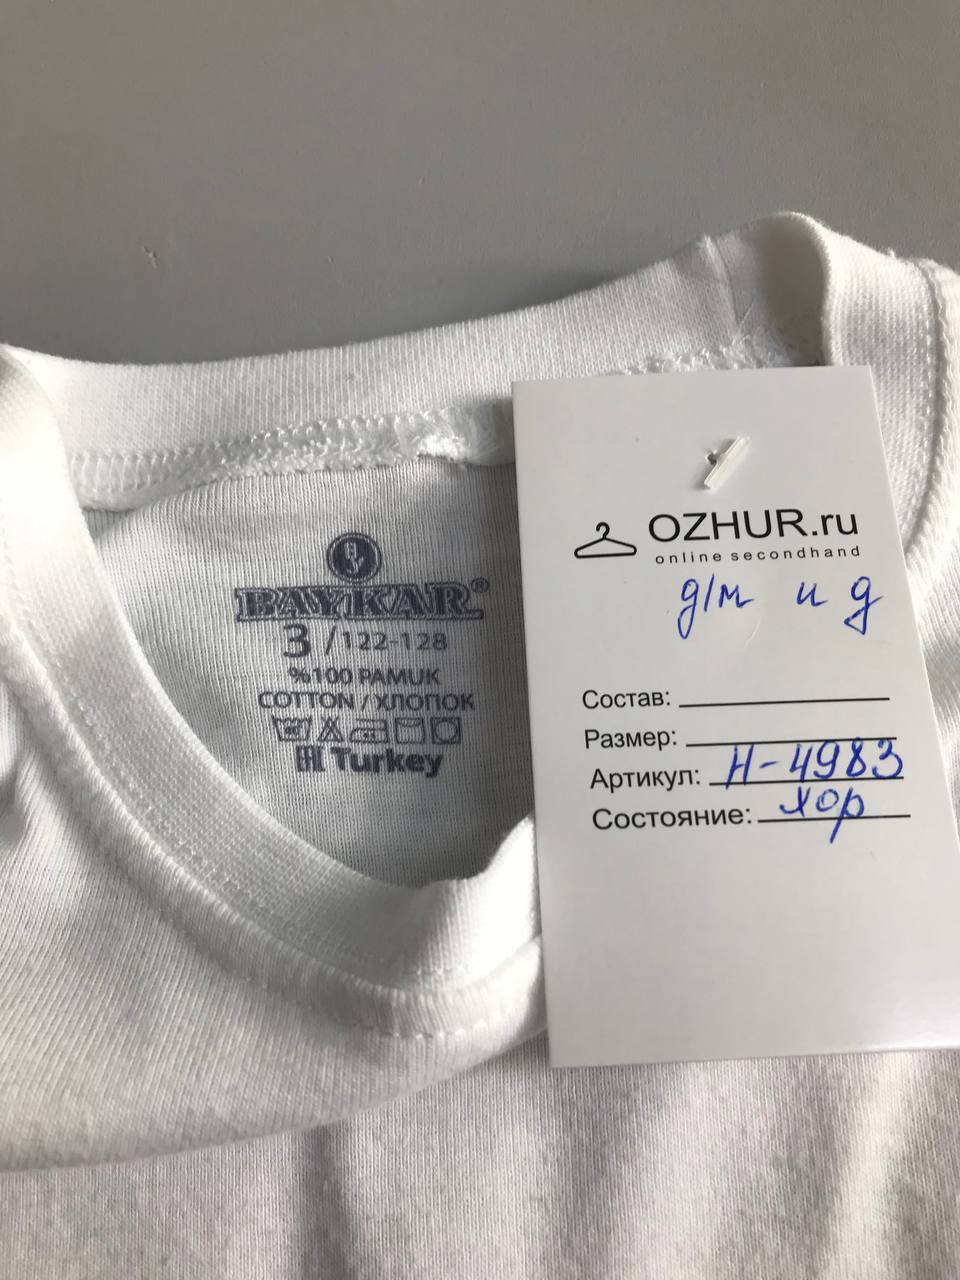 BAYKAR®
3 / 122-128
%100 PAMUK
COTTON / ХЛОПОК
Turkey
OZHUR.ru
online secondhand
д/м и д
Состав:
Размер:
Артикул: Н-4983
Состояние: хор